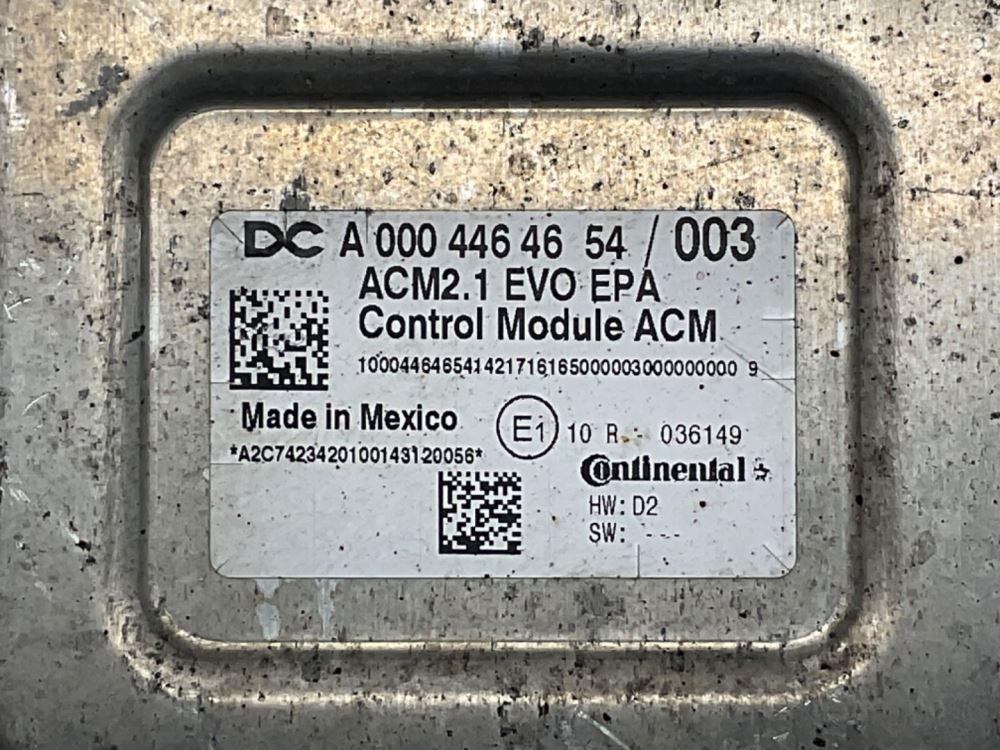 DC A 000 446 46 54 / 003
ACM2.1 EVO EPA
Control Module ACM
100044646541421716165000003000000000 9
Made in Mexico
E1 10 R - 036149
*A2C7423420100143120056*
Continental
HW: D2
SW: ---